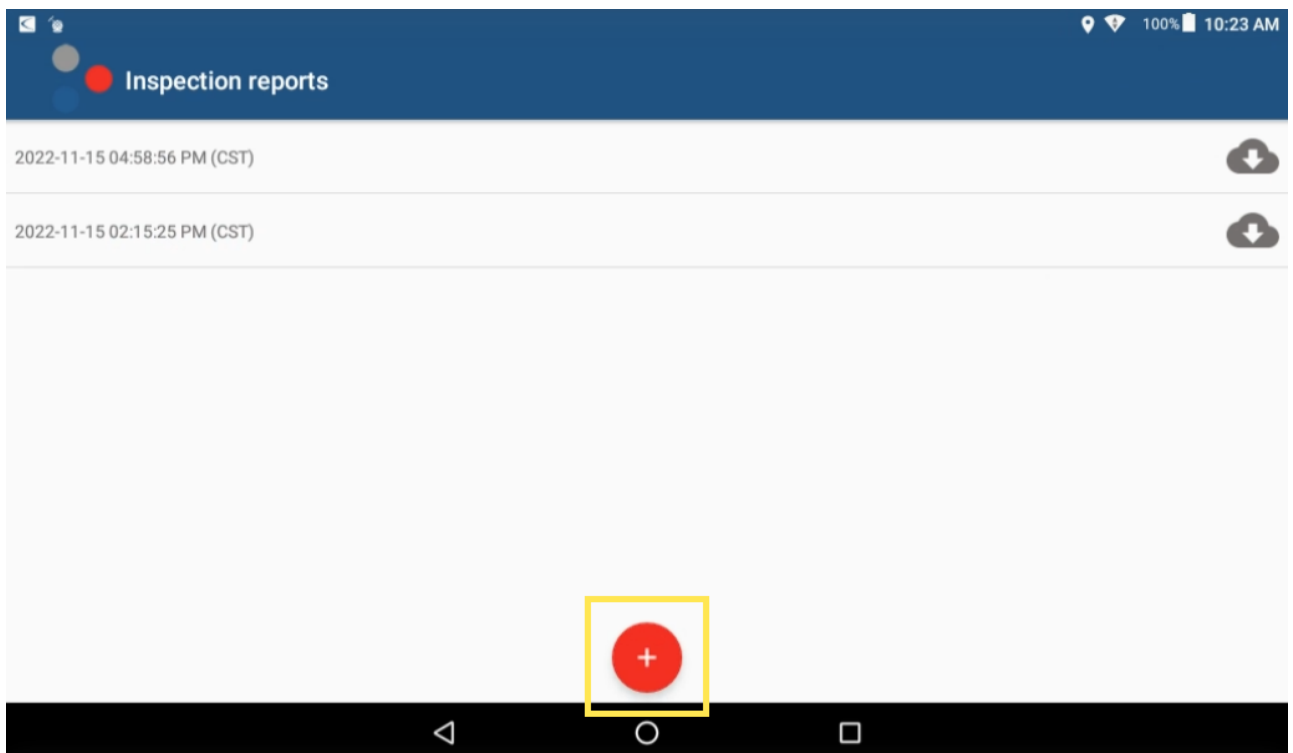 100% 10:23 AM
Inspection reports
2022-11-15 04:58:56 PM (CST)
2022-11-15 02:15:25 PM (CST)